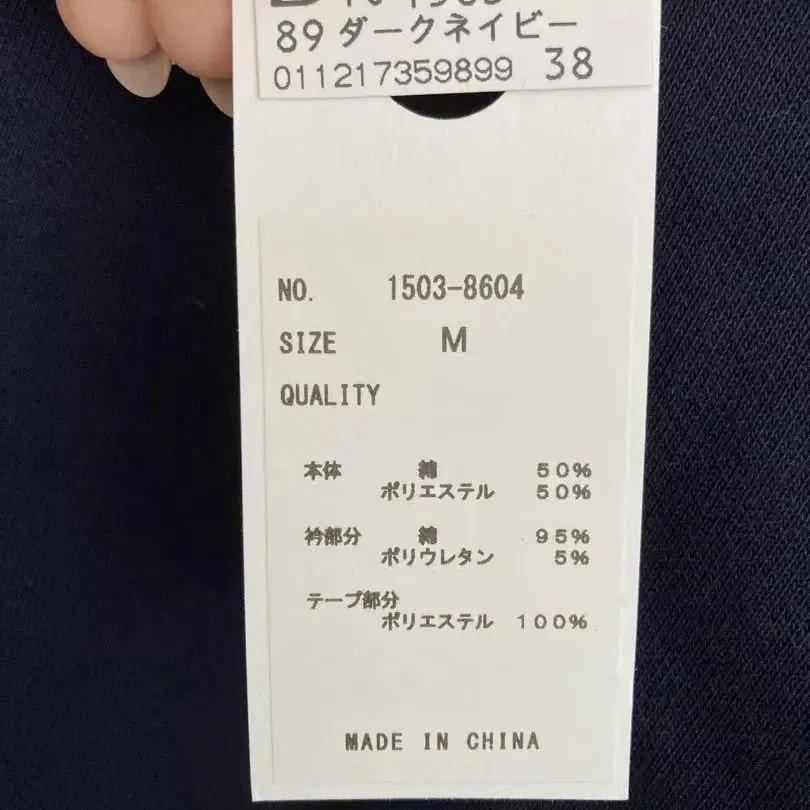 89 ダークネイビー
011217359899 38
NO. 1503-8604
SIZE M
QUALITY
本体 綿 50%
ポリエステル 50%
衿部分 綿 95%
ポリウレタン 5%
テープ部分
ポリエステル 100%
MADE IN CHINA